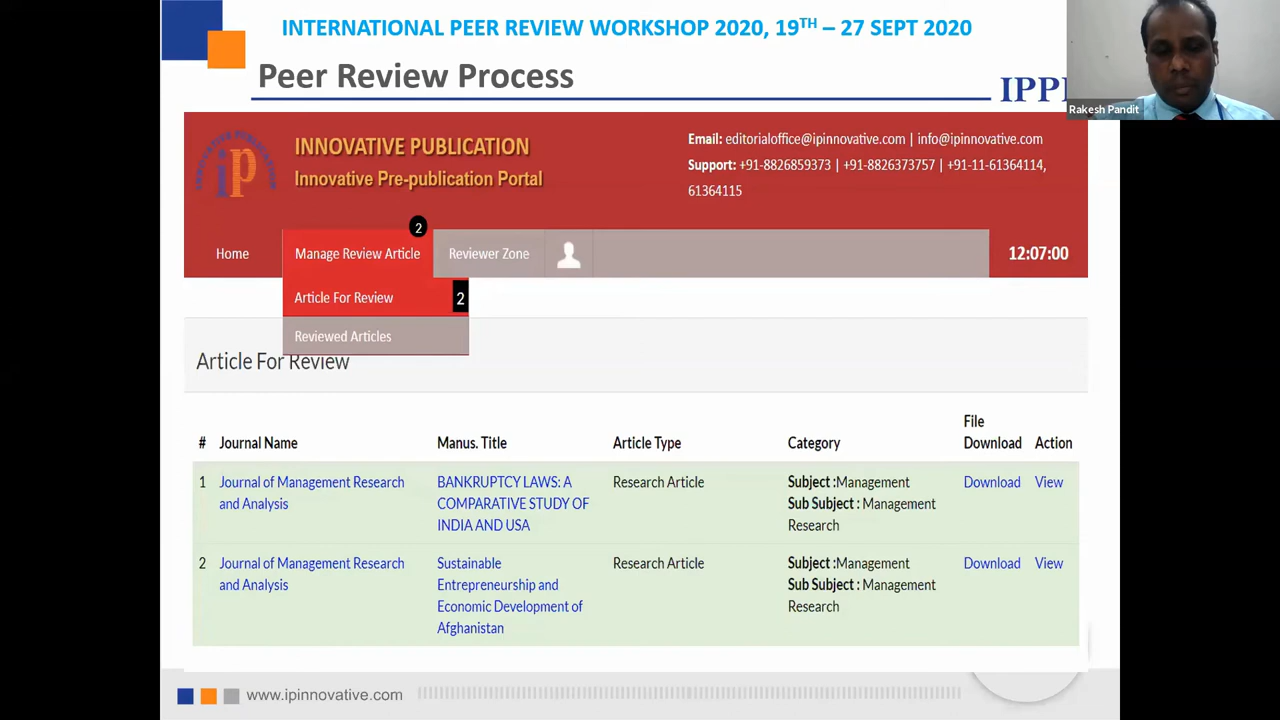 INTERNATIONAL PEER REVIEW WORKSHOP 2020, 19TH – 27 SEPT 2020
Peer Review Process
IPP
Rakesh Pandit
ip
INNOVATIVE PUBLICATION
Innovative Pre-publication Portal
Email: editorialoffice@ipinnovative.com | info@ipinnovative.com
Support: +91-8826859373 | +91-8826373757 | +91-11-61364114,
61364115
2
Home Manage Review Article Reviewer Zone 12:07:00
Article For Review 2
Reviewed Articles
Article For Review
File
# Journal Name Manus. Title Article Type Category Download Action
1 Journal of Management Research BANKRUPTCY LAWS: A Research Article Subject :Management Download View
and Analysis COMPARATIVE STUDY OF Sub Subject : Management
INDIA AND USA Research
2 Journal of Management Research Sustainable Research Article Subject :Management Download View
and Analysis Entrepreneurship and Sub Subject : Management
Economic Development of Research
Afghanistan
www.ipinnovative.com